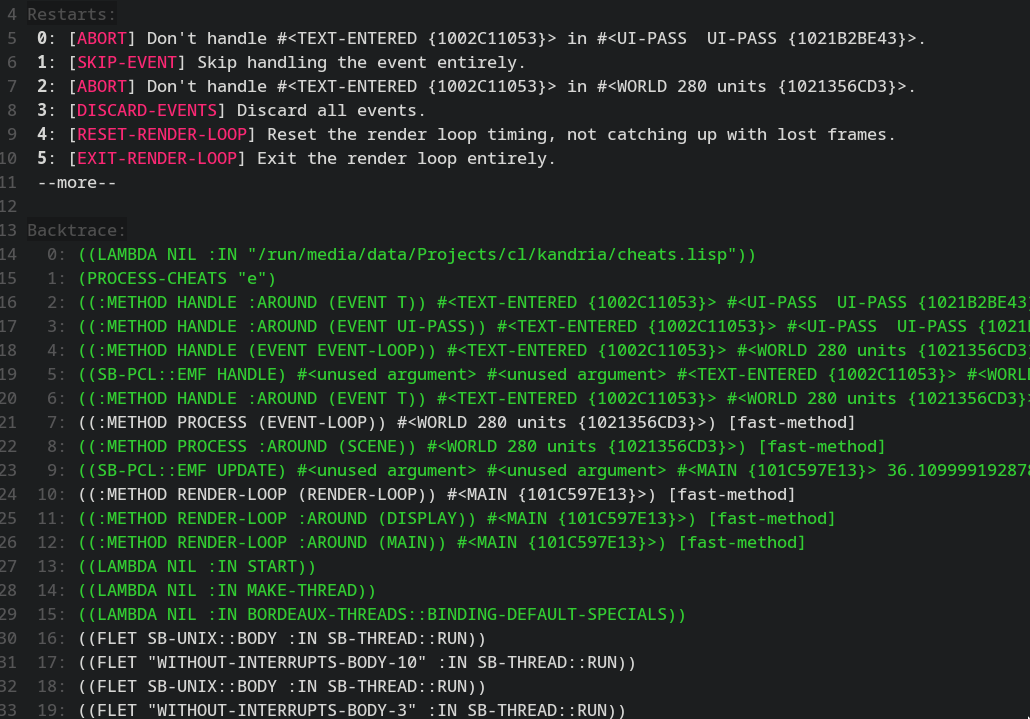 4 Restarts:
5 0: [ABORT] Don't handle #<TEXT-ENTERED {1002C11053}> in #<UI-PASS  UI-PASS {1021B2BE43}>.
6 1: [SKIP-EVENT] Skip handling the event entirely.
7 2: [ABORT] Don't handle #<TEXT-ENTERED {1002C11053}> in #<WORLD 280 units {1021356CD3}>.
8 3: [DISCARD-EVENTS] Discard all events.
9 4: [RESET-RENDER-LOOP] Reset the render loop timing, not catching up with lost frames.
10 5: [EXIT-RENDER-LOOP] Exit the render loop entirely.
11 --more--
12
13 Backtrace:
14 0: ((LAMBDA NIL :IN "/run/media/data/Projects/cl/kandria/cheats.lisp"))
15 1: (PROCESS-CHEATS "e")
16 2: ((:METHOD HANDLE :AROUND (EVENT T)) #<TEXT-ENTERED {1002C11053}> #<UI-PASS  UI-PASS {1021B2BE43
17 3: ((:METHOD HANDLE :AROUND (EVENT UI-PASS)) #<TEXT-ENTERED {1002C11053}> #<UI-PASS  UI-PASS {1021
18 4: ((:METHOD HANDLE (EVENT EVENT-LOOP)) #<TEXT-ENTERED {1002C11053}> #<WORLD 280 units {1021356CD3
19 5: ((SB-PCL::EMF HANDLE) #<unused argument> #<unused argument> #<TEXT-ENTERED {1002C11053}> #<WORL
20 6: ((:METHOD HANDLE :AROUND (EVENT T)) #<TEXT-ENTERED {1002C11053}> #<WORLD 280 units {1021356CD3}>
21 7: ((:METHOD PROCESS (EVENT-LOOP)) #<WORLD 280 units {1021356CD3}>) [fast-method]
22 8: ((:METHOD PROCESS :AROUND (SCENE)) #<WORLD 280 units {1021356CD3}>) [fast-method]
23 9: ((SB-PCL::EMF UPDATE) #<unused argument> #<unused argument> #<MAIN {101C597E13}> 36.109999192878
24 10: ((:METHOD RENDER-LOOP (RENDER-LOOP)) #<MAIN {101C597E13}>) [fast-method]
25 11: ((:METHOD RENDER-LOOP :AROUND (DISPLAY)) #<MAIN {101C597E13}>) [fast-method]
26 12: ((:METHOD RENDER-LOOP :AROUND (MAIN)) #<MAIN {101C597E13}>) [fast-method]
27 13: ((LAMBDA NIL :IN START))
28 14: ((LAMBDA NIL :IN MAKE-THREAD))
29 15: ((LAMBDA NIL :IN BORDEAUX-THREADS::BINDING-DEFAULT-SPECIALS))
30 16: ((FLET SB-UNIX::BODY :IN SB-THREAD::RUN))
31 17: ((FLET "WITHOUT-INTERRUPTS-BODY-10" :IN SB-THREAD::RUN))
32 18: ((FLET SB-UNIX::BODY :IN SB-THREAD::RUN))
33 19: ((FLET "WITHOUT-INTERRUPTS-BODY-3" :IN SB-THREAD::RUN))